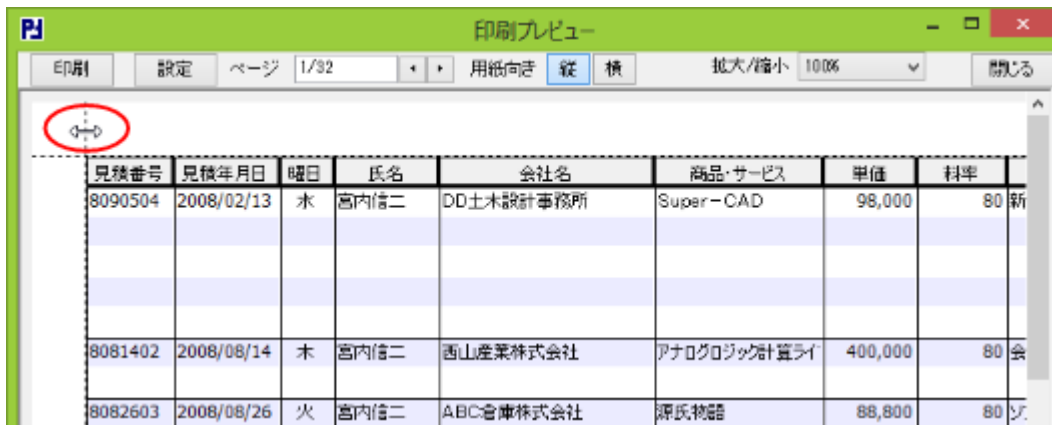 印刷プレビュー
印刷 設定 ページ 1/32 用紙向き 縦 横 拡大/縮小 100% 閉じる
見積番号 見積年月日 曜日 氏名 会社名 商品・サービス 単価 料率
8090504 2008/02/13 水 宮内信二 DD土木設計事務所 Super-CAD 98,000 80 新
8081402 2008/08/14 木 宮内信二 西山産業株式会社 アナログロジック計算ライ 400,000 80 会
8082603 2008/08/26 火 宮内信二 ABC倉庫株式会社 源氏物語 88,800 80 ソ